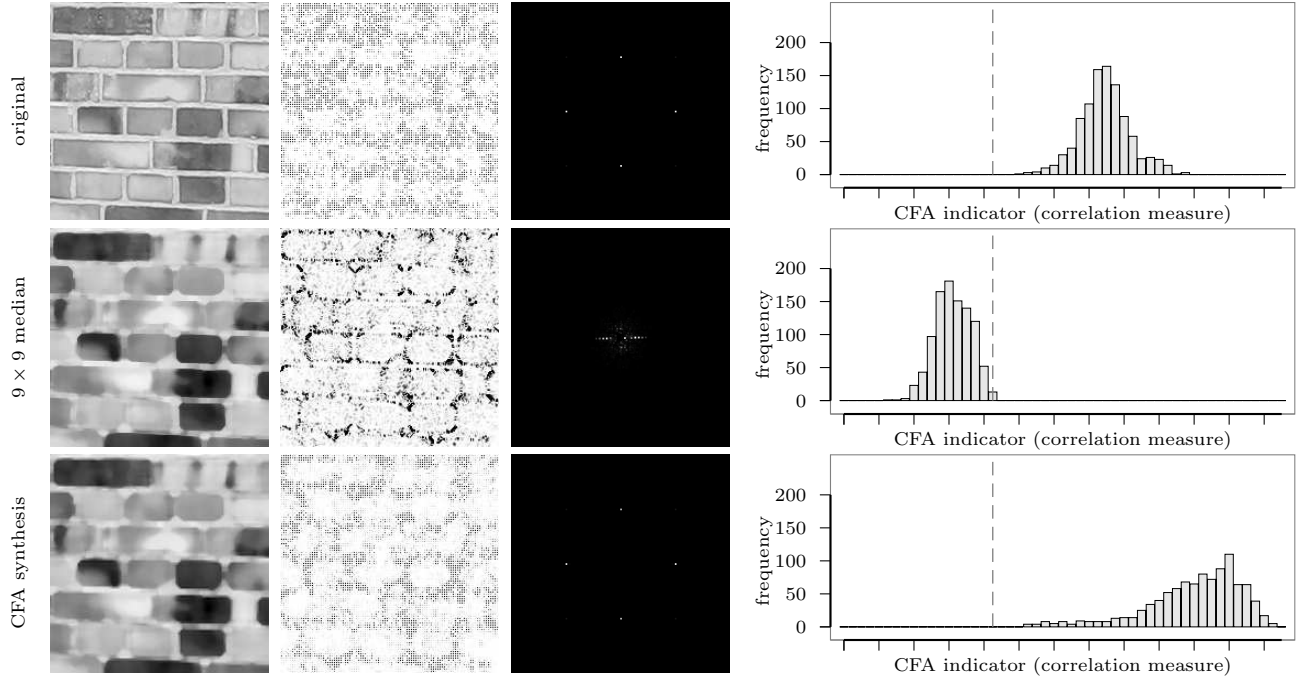 original
frequency
200
150
100
50
0
CFA indicator (correlation measure)
9 × 9 median
frequency
200
150
100
50
0
CFA indicator (correlation measure)
CFA synthesis
frequency
200
150
100
50
0
CFA indicator (correlation measure)